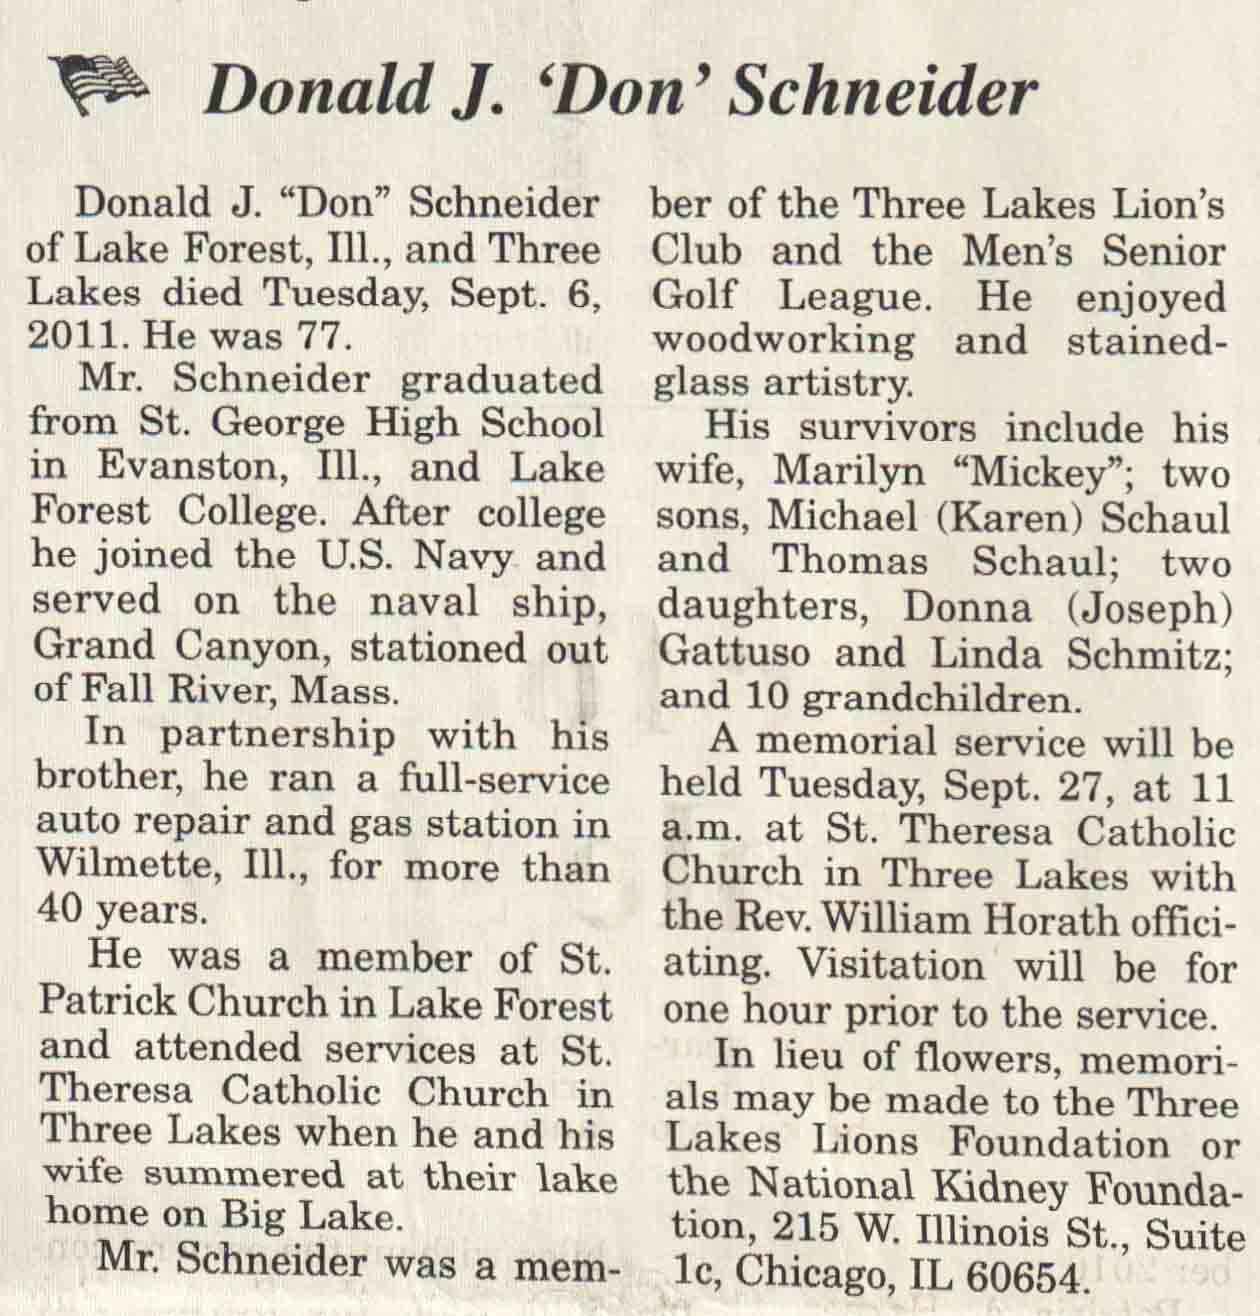 Donald J. ‘Don’ Schneider
Donald J. “Don” Schneider
of Lake Forest, Ill., and Three
Lakes died Tuesday, Sept. 6,
2011. He was 77.
Mr. Schneider graduated
from St. George High School
in Evanston, Ill., and Lake
Forest College. After college
he joined the U.S. Navy and
served on the naval ship,
Grand Canyon, stationed out
of Fall River, Mass.
In partnership with his
brother, he ran a full-service
auto repair and gas station in
Wilmette, Ill., for more than
40 years.
He was a member of St.
Patrick Church in Lake Forest
and attended services at St.
Theresa Catholic Church in
Three Lakes when he and his
wife summered at their lake
home on Big Lake.
Mr. Schneider was a mem-
ber of the Three Lakes Lion’s
Club and the Men’s Senior
Golf League. He enjoyed
woodworking and stained-
glass artistry.
His survivors include his
wife, Marilyn “Mickey”; two
sons, Michael (Karen) Schaul
and Thomas Schaul; two
daughters, Donna (Joseph)
Gattuso and Linda Schmitz;
and 10 grandchildren.
A memorial service will be
held Tuesday, Sept. 27, at 11
a.m. at St. Theresa Catholic
Church in Three Lakes with
the Rev. William Horath offici-
ating. Visitation will be for
one hour prior to the service.
In lieu of flowers, memori-
als may be made to the Three
Lakes Lions Foundation or
the National Kidney Founda-
tion, 215 W. Illinois St., Suite
1c, Chicago, IL 60654.